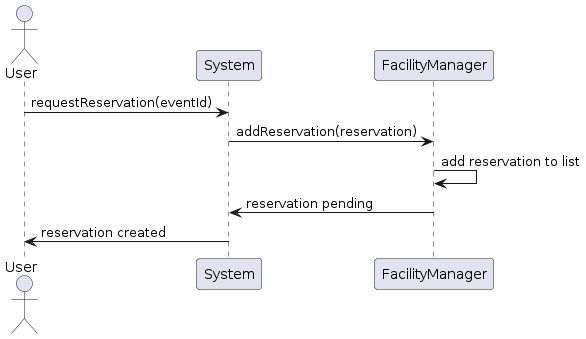 User
System
FacilityManager
requestReservation(eventId)
addReservation(reservation)
add reservation to list
reservation pending
reservation created
User
System
FacilityManager